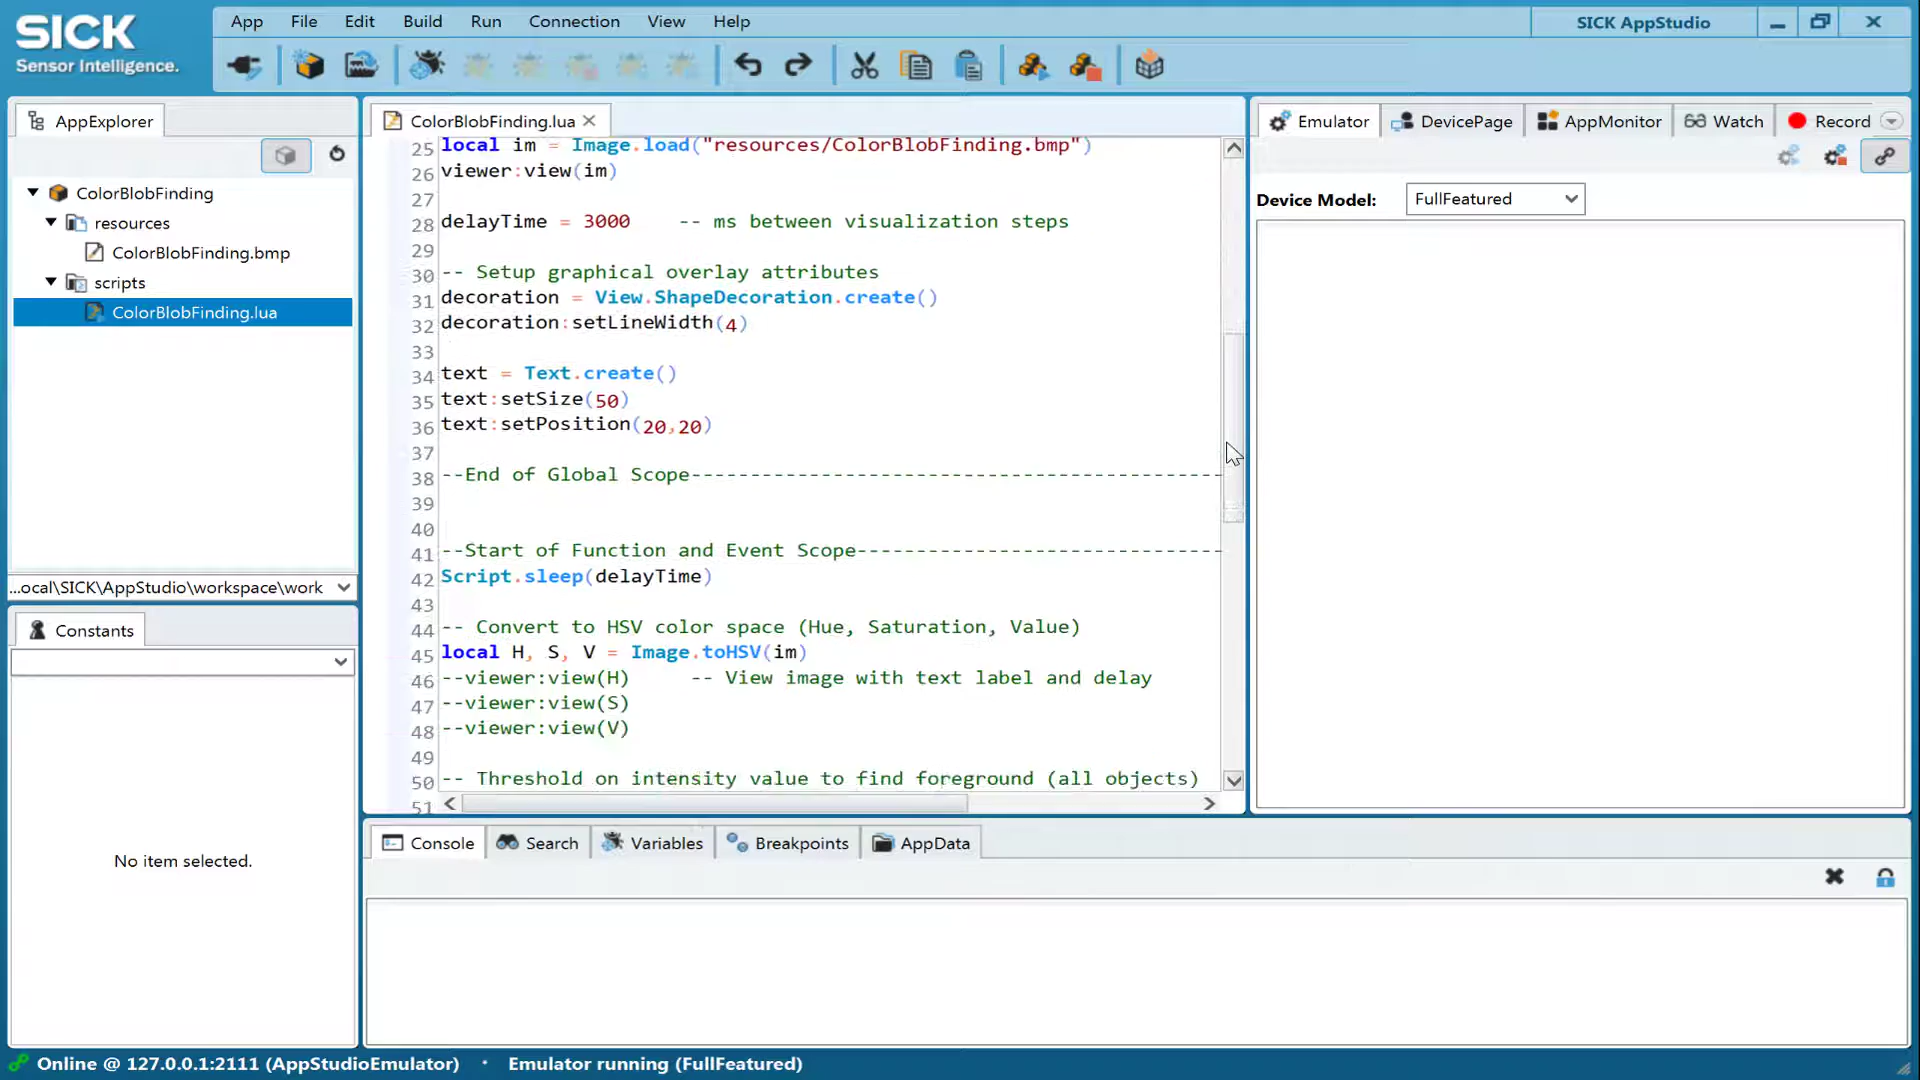 SICK
Sensor Intelligence.
App File Edit Build Run Connection View Help
SICK AppStudio
AppExplorer
ColorBlobFinding
resources
ColorBlobFinding.bmp
scripts
ColorBlobFinding.lua
...ocal\SICK\AppStudio\workspace\work
Constants
No item selected.
ColorBlobFinding.lua
25 local im = Image.load("resources/ColorBlobFinding.bmp")
26 viewer:view(im)
27
28 delayTime = 3000    -- ms between visualization steps
29
30 -- Setup graphical overlay attributes
31 decoration = View.ShapeDecoration.create()
32 decoration:setLineWidth(4)
33
34 text = Text.create()
35 text:setSize(50)
36 text:setPosition(20,20)
37
38 --End of Global Scope---------------------------------------------
39
40
41 --Start of Function and Event Scope-------------------------------
42 Script.sleep(delayTime)
43
44 -- Convert to HSV color space (Hue, Saturation, Value)
45 local H, S, V = Image.toHSV(im)
46 --viewer:view(H)     -- View image with text label and delay
47 --viewer:view(S)
48 --viewer:view(V)
49
50 -- Threshold on intensity value to find foreground (all objects)
51
Emulator DevicePage AppMonitor Watch Record
Device Model: FullFeatured
Console Search Variables Breakpoints AppData
Online @ 127.0.0.1:2111 (AppStudioEmulator) • Emulator running (FullFeatured)